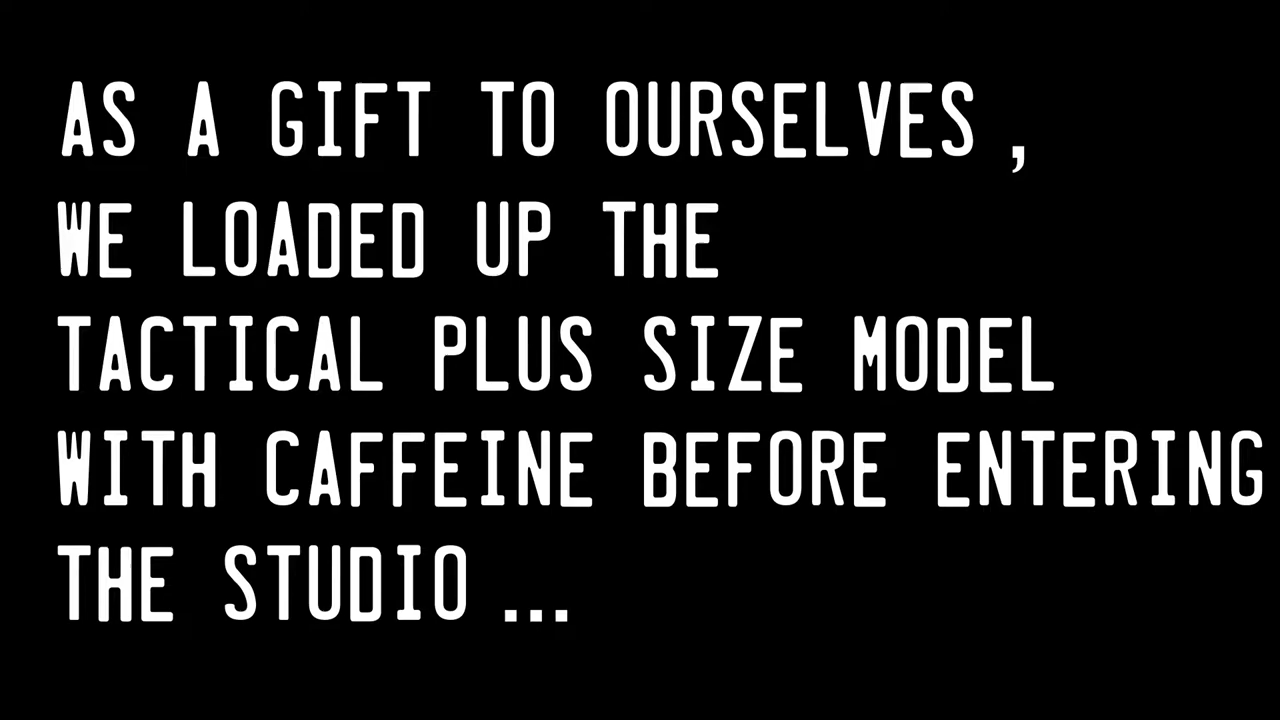 AS A GIFT TO OURSELVES ,
WE LOADED UP THE
TACTICAL PLUS SIZE MODEL
WITH CAFFEINE BEFORE ENTERING
THE STUDIO ...